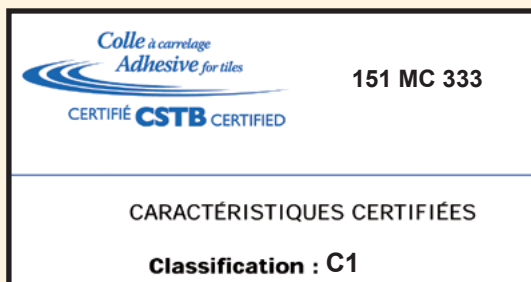 Colle à carrelage
Adhesive for tiles
151 MC 333
CERTIFIÉ CSTB CERTIFIED
CARACTÉRISTIQUES CERTIFIÉES
Classification : C1